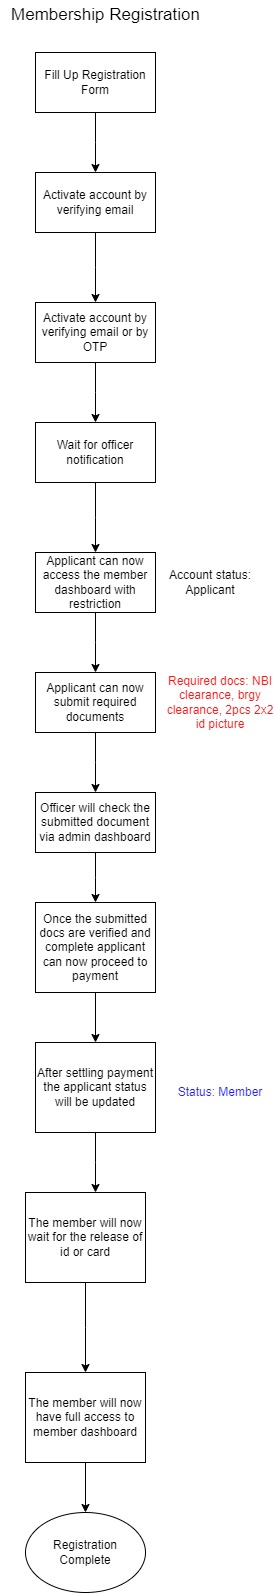 Membership Registration
Fill Up Registration
Form
Activate account by
verifying email
Activate account by
verifying email or by
OTP
Wait for officer
notification
Applicant can now
access the member
dashboard with
restriction
Account status:
Applicant
Applicant can now
submit required
documents
Required docs: NBI
clearance, brgy
clearance, 2pcs 2x2
id picture
Officer will check the
submitted document
via admin dashboard
Once the submitted
docs are verified and
complete applicant
can now proceed to
payment
After settling payment
the applicant status
will be updated
Status: Member
The member will now
wait for the release of
id or card
The member will now
have full access to
member dashboard
Registration
Complete